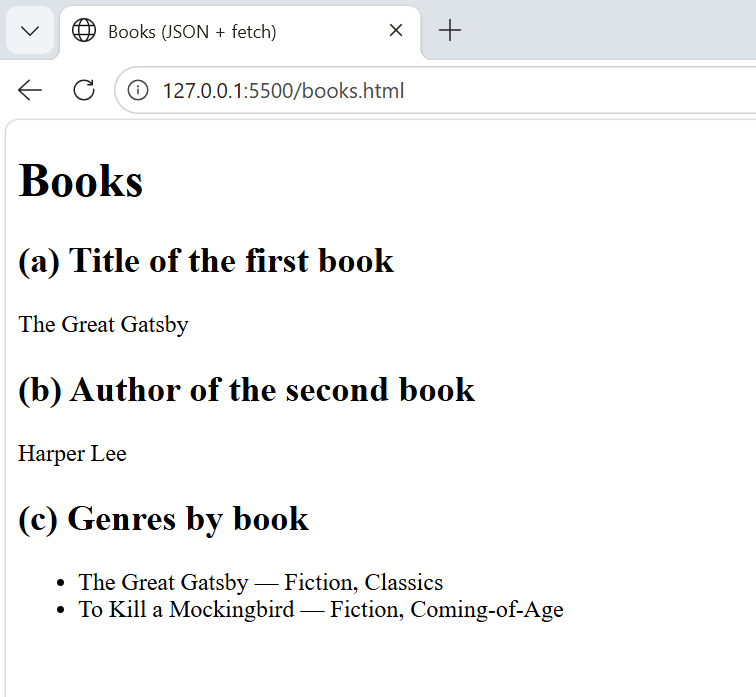 Books (JSON + fetch)
127.0.0.1:5500/books.html
Books
(a) Title of the first book
The Great Gatsby
(b) Author of the second book
Harper Lee
(c) Genres by book
• The Great Gatsby — Fiction, Classics
• To Kill a Mockingbird — Fiction, Coming-of-Age